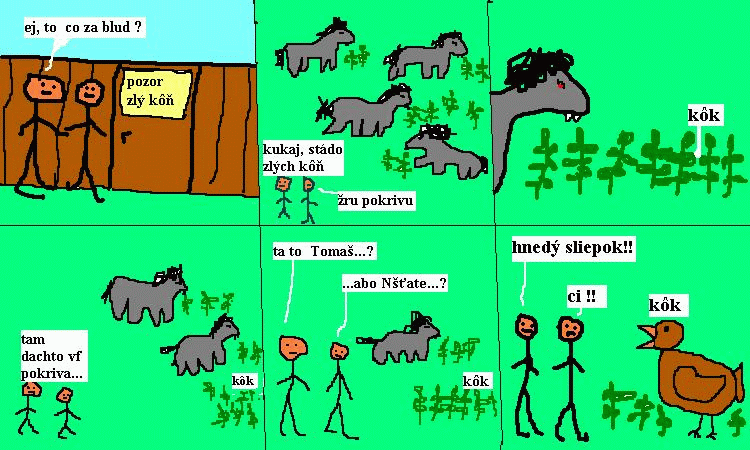 ej, to co za blud ?
pozor
zlý kôň
kukaj, stádo
zlých kôň
žru pokrivu
kôk
tam
dachto vf
pokriva...
kôk
ta to Tomaš...?
...abo Nšťate...?
kôk
hnedý sliepok!!
ci !!
kôk